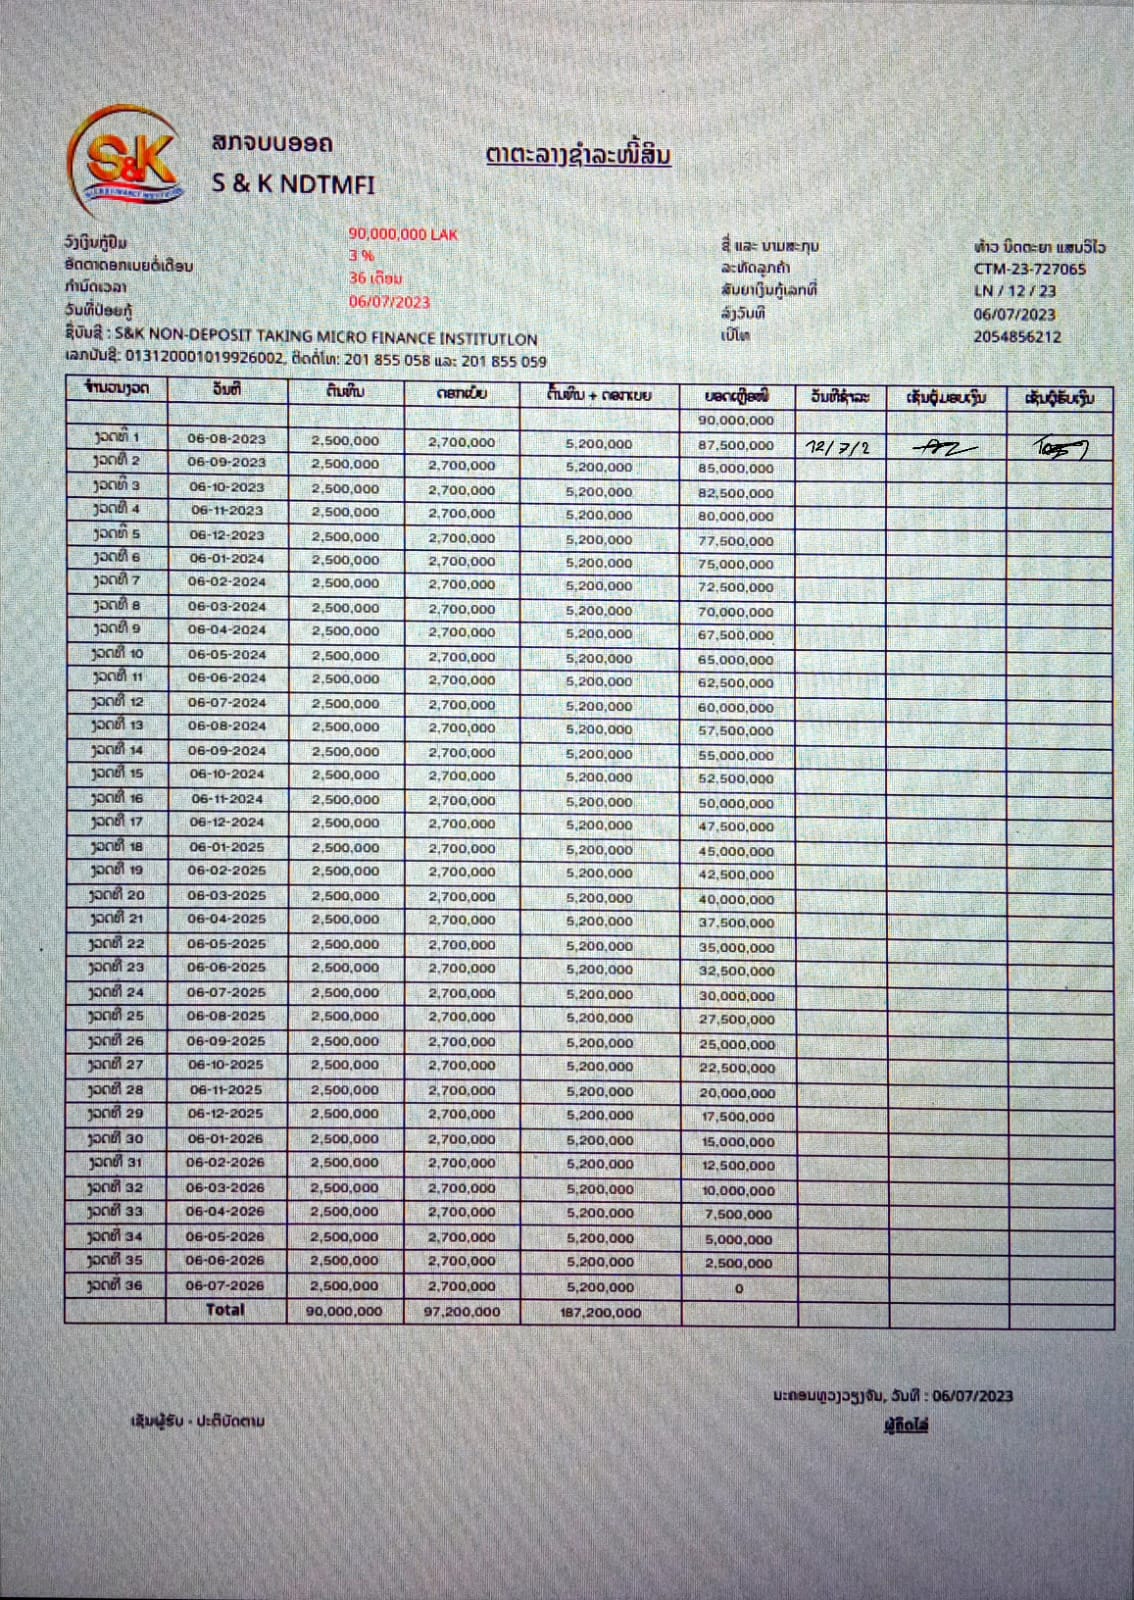 S&K
ສກຈບບອອຄ
S & K NDTMFI
ຕາຕະລາງຊໍາລະໜີ້ສິນ
ວົງເງິນກູ້ຢືມ 90,000,000 LAK
ອັດຕາດອກເບຍຕໍ່ເດືອນ 3 %
ກໍານົດເວລາ 36 ເດືອນ
ວັນທີ່ປ່ອຍກູ້ 06/07/2023
ຊື່ ແລະ ນາມສະກຸນ ທ້າວ ປັດຕະຍາ ແສນວິໄວ
ລະຫັດລູກຄ້າ CTM-23-727065
ສັນຍາເງິນກູ້ເລກທີ່ LN / 12 / 23
ລົງວັນທີ 06/07/2023
ເບີໂທ 2054856212
ຊື່ບັນຊີ : S&K NON-DEPOSIT TAKING MICRO FINANCE INSTITUTLON
ເລກບັນຊີ: 013120001019926002, ຕິດຕໍ່ໂທ: 201 855 058 ແລະ 201 855 059
ຈໍານວນງວດ ວັນທີ ຕົ້ນທຶນ ດອກເບ້ຍ ຕົ້ນທຶນ + ດອກເບຍ ຍອດເຫຼືອໜີ້ ວັນທີຊໍາລະ ເຊັນຜູ້ມອບເງິນ ເຊັນຜູ້ຮັບເງິນ
90,000,000
ງວດທີ 1 06-08-2023 2,500,000 2,700,000 5,200,000 87,500,000 12/7/2
ງວດທີ 2 06-09-2023 2,500,000 2,700,000 5,200,000 85,000,000
ງວດທີ 3 06-10-2023 2,500,000 2,700,000 5,200,000 82,500,000
ງວດທີ 4 06-11-2023 2,500,000 2,700,000 5,200,000 80,000,000
ງວດທີ 5 06-12-2023 2,500,000 2,700,000 5,200,000 77,500,000
ງວດທີ 6 06-01-2024 2,500,000 2,700,000 5,200,000 75,000,000
ງວດທີ 7 06-02-2024 2,500,000 2,700,000 5,200,000 72,500,000
ງວດທີ 8 06-03-2024 2,500,000 2,700,000 5,200,000 70,000,000
ງວດທີ 9 06-04-2024 2,500,000 2,700,000 5,200,000 67,500,000
ງວດທີ 10 06-05-2024 2,500,000 2,700,000 5,200,000 65,000,000
ງວດທີ 11 06-06-2024 2,500,000 2,700,000 5,200,000 62,500,000
ງວດທີ 12 06-07-2024 2,500,000 2,700,000 5,200,000 60,000,000
ງວດທີ 13 06-08-2024 2,500,000 2,700,000 5,200,000 57,500,000
ງວດທີ 14 06-09-2024 2,500,000 2,700,000 5,200,000 55,000,000
ງວດທີ 15 06-10-2024 2,500,000 2,700,000 5,200,000 52,500,000
ງວດທີ 16 06-11-2024 2,500,000 2,700,000 5,200,000 50,000,000
ງວດທີ 17 06-12-2024 2,500,000 2,700,000 5,200,000 47,500,000
ງວດທີ 18 06-01-2025 2,500,000 2,700,000 5,200,000 45,000,000
ງວດທີ 19 06-02-2025 2,500,000 2,700,000 5,200,000 42,500,000
ງວດທີ 20 06-03-2025 2,500,000 2,700,000 5,200,000 40,000,000
ງວດທີ 21 06-04-2025 2,500,000 2,700,000 5,200,000 37,500,000
ງວດທີ 22 06-05-2025 2,500,000 2,700,000 5,200,000 35,000,000
ງວດທີ 23 06-06-2025 2,500,000 2,700,000 5,200,000 32,500,000
ງວດທີ 24 06-07-2025 2,500,000 2,700,000 5,200,000 30,000,000
ງວດທີ 25 06-08-2025 2,500,000 2,700,000 5,200,000 27,500,000
ງວດທີ 26 06-09-2025 2,500,000 2,700,000 5,200,000 25,000,000
ງວດທີ 27 06-10-2025 2,500,000 2,700,000 5,200,000 22,500,000
ງວດທີ 28 06-11-2025 2,500,000 2,700,000 5,200,000 20,000,000
ງວດທີ 29 06-12-2025 2,500,000 2,700,000 5,200,000 17,500,000
ງວດທີ 30 06-01-2026 2,500,000 2,700,000 5,200,000 15,000,000
ງວດທີ 31 06-02-2026 2,500,000 2,700,000 5,200,000 12,500,000
ງວດທີ 32 06-03-2026 2,500,000 2,700,000 5,200,000 10,000,000
ງວດທີ 33 06-04-2026 2,500,000 2,700,000 5,200,000 7,500,000
ງວດທີ 34 06-05-2026 2,500,000 2,700,000 5,200,000 5,000,000
ງວດທີ 35 06-06-2026 2,500,000 2,700,000 5,200,000 2,500,000
ງວດທີ 36 06-07-2026 2,500,000 2,700,000 5,200,000 0
Total 90,000,000 97,200,000 187,200,000
ນະຄອນຫຼວງວຽງຈັນ, ວັນທີ : 06/07/2023
ເຊັນຜູ້ຮັບ - ປະຕິບັດຕາມ
ຜູ້ຄິດໄລ່